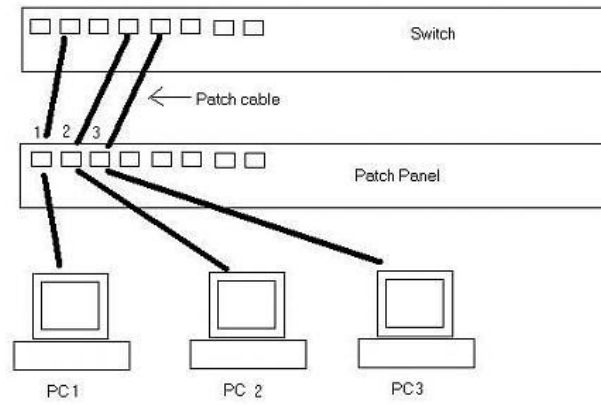 Switch
Patch cable
1 2 3
Patch Panel
PC1 PC 2 PC3